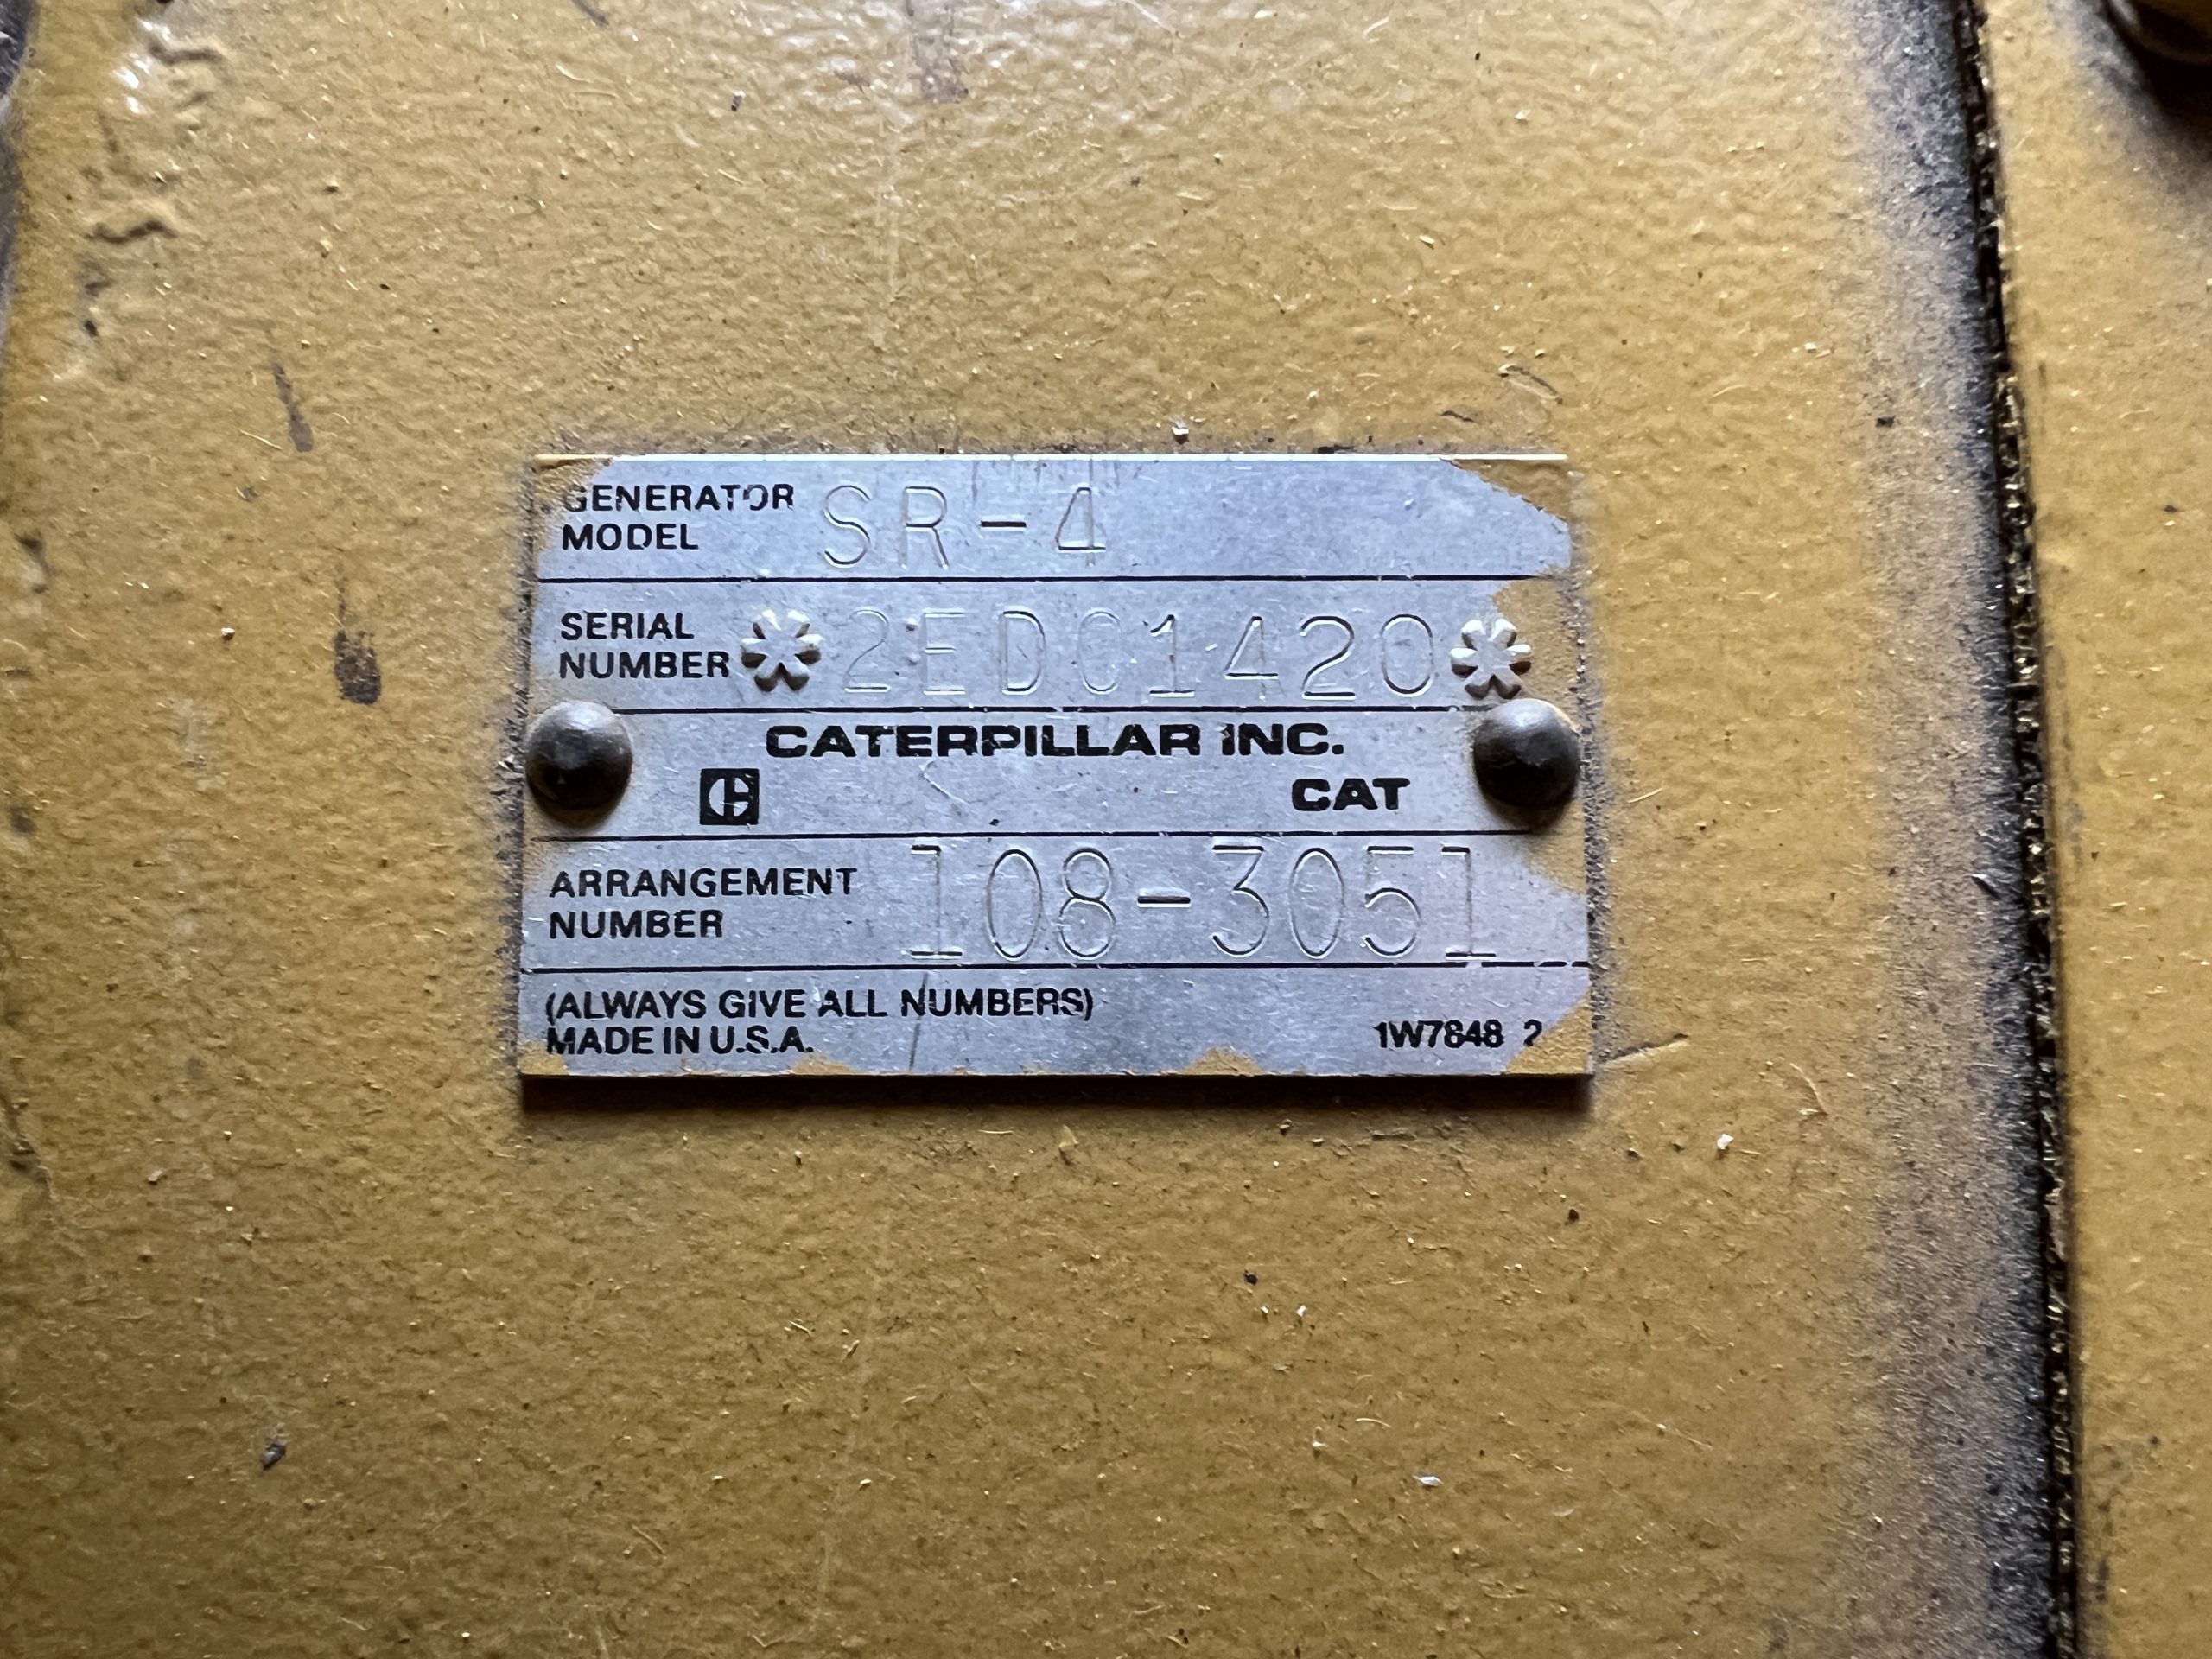 GENERATOR MODEL SR-4
SERIAL NUMBER *2ED01420*
CATERPILLAR INC.
CAT
ARRANGEMENT NUMBER 108-3051
(ALWAYS GIVE ALL NUMBERS)
MADE IN U.S.A. 1W7848 2